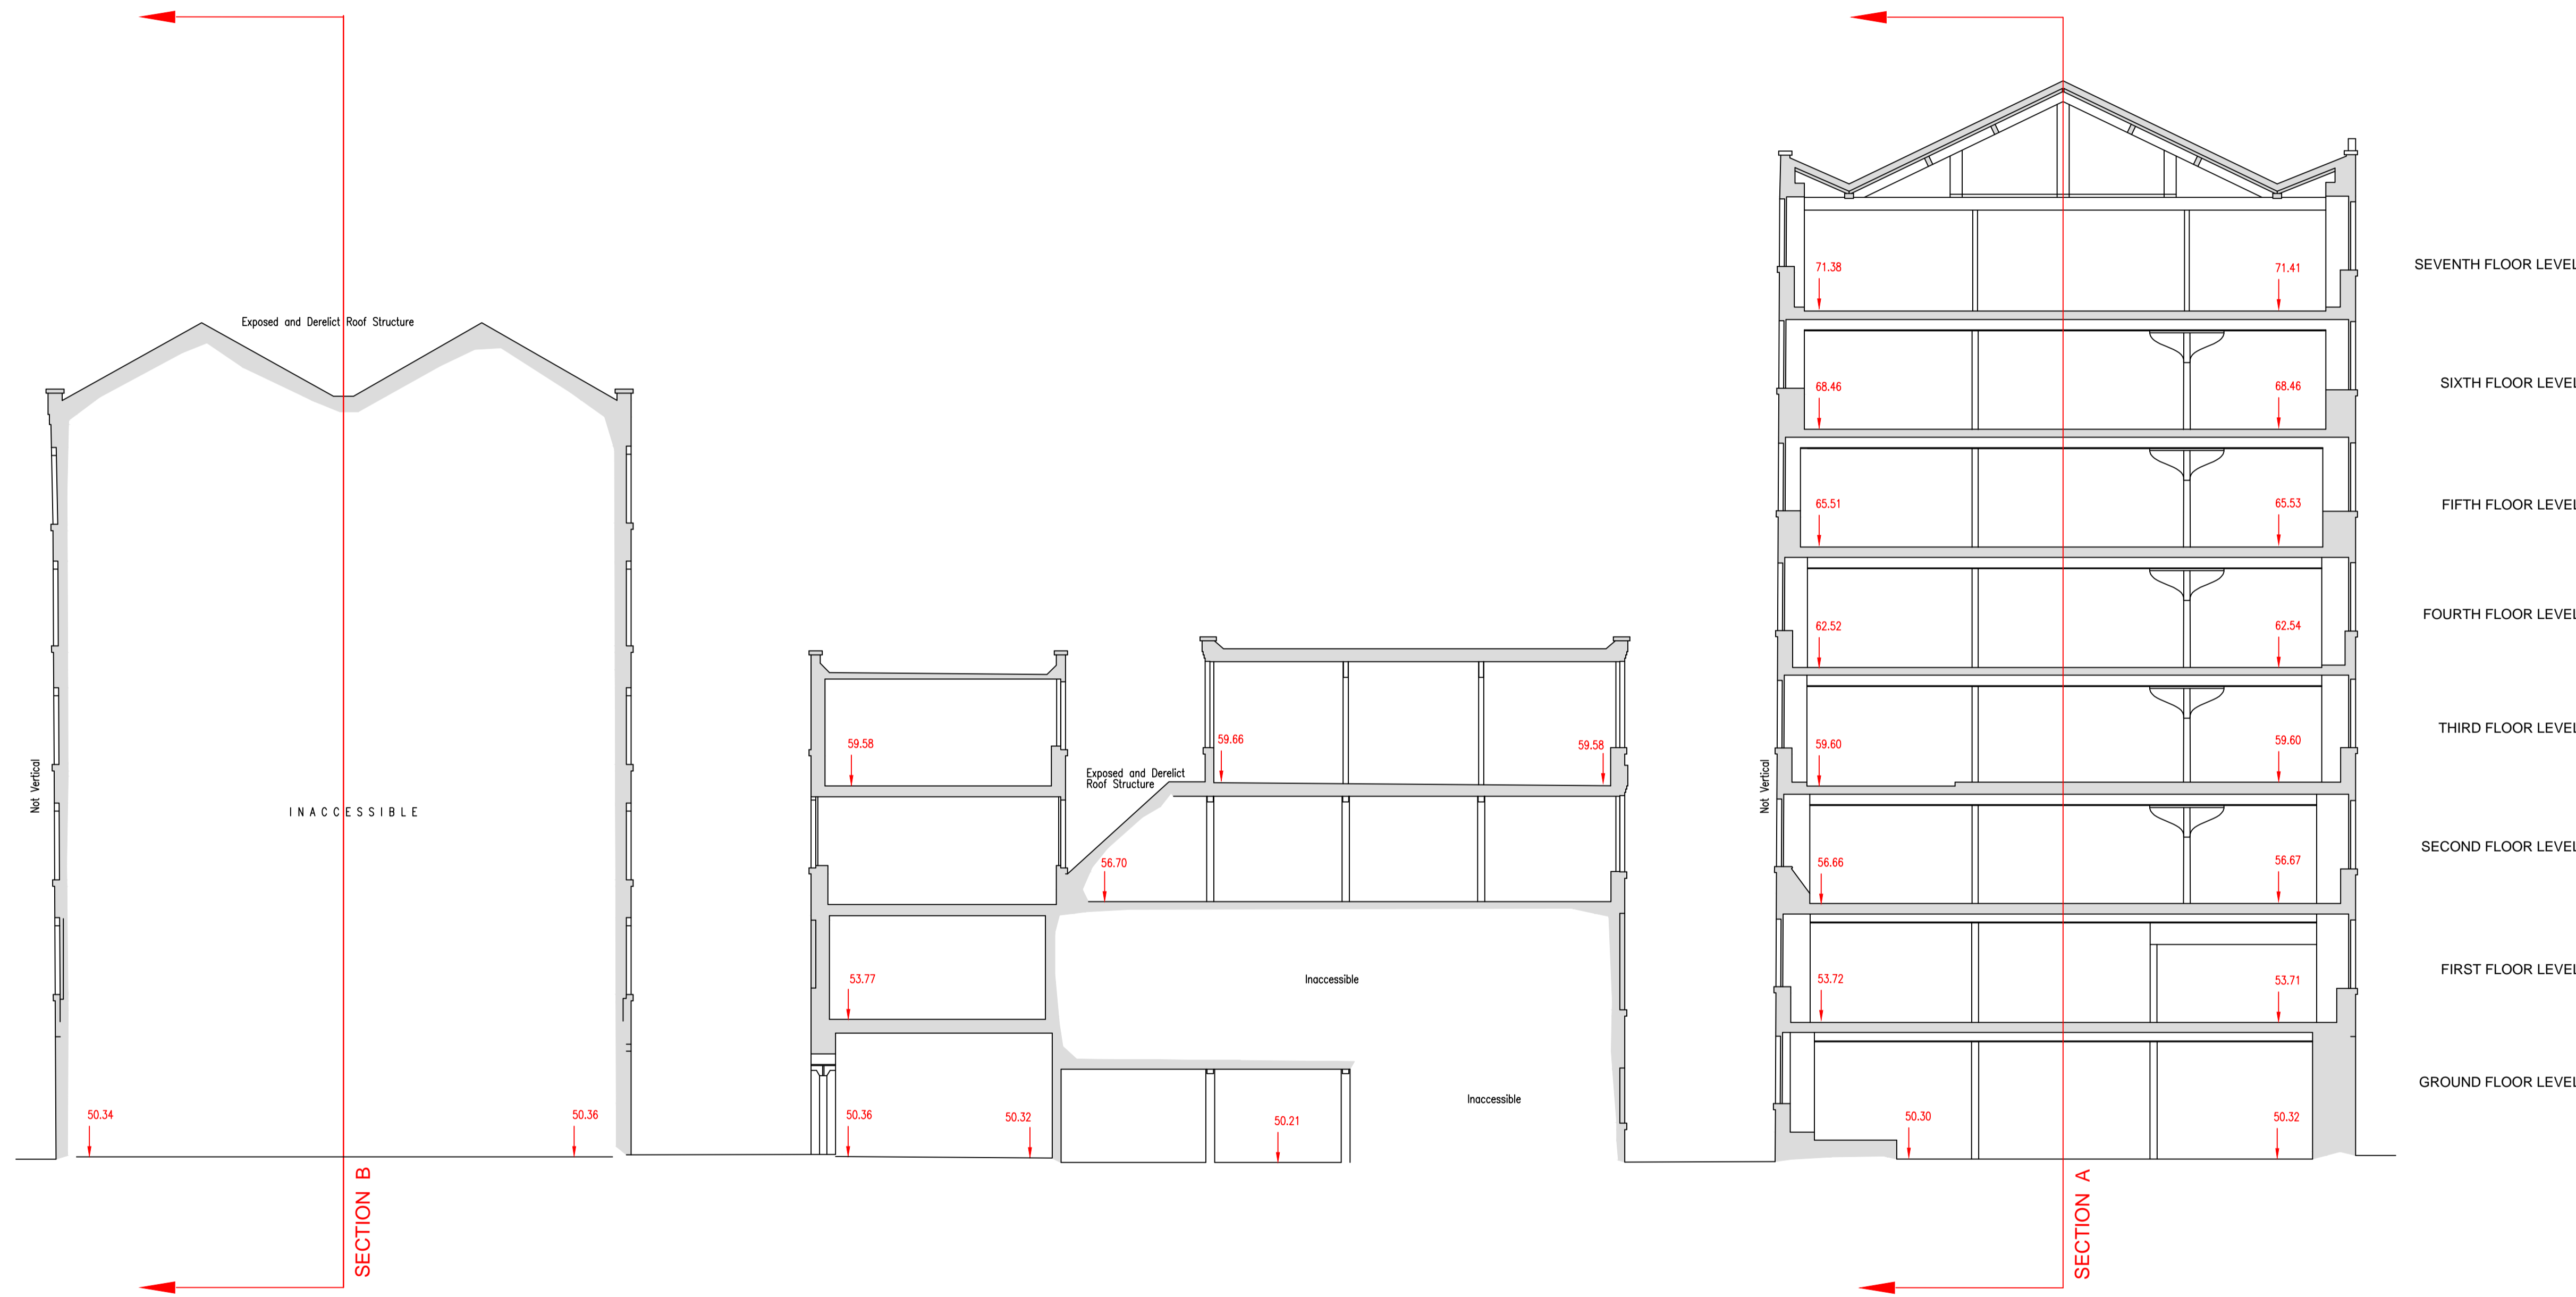 Exposed and Derelict Roof Structure
Not Vertical
INACCESSIBLE
50.34
50.36
SECTION B
59.58
53.77
50.36
50.32
Exposed and Derelict
Roof Structure
59.66
59.58
56.70
Inaccessible
Inaccessible
50.21
Not Vertical
71.38
71.41
SEVENTH FLOOR LEVEL
68.46
68.46
SIXTH FLOOR LEVEL
65.51
65.53
FIFTH FLOOR LEVEL
62.52
62.54
FOURTH FLOOR LEVEL
59.60
59.60
THIRD FLOOR LEVEL
56.66
56.67
SECOND FLOOR LEVEL
53.72
53.71
FIRST FLOOR LEVEL
50.30
50.32
GROUND FLOOR LEVEL
SECTION A